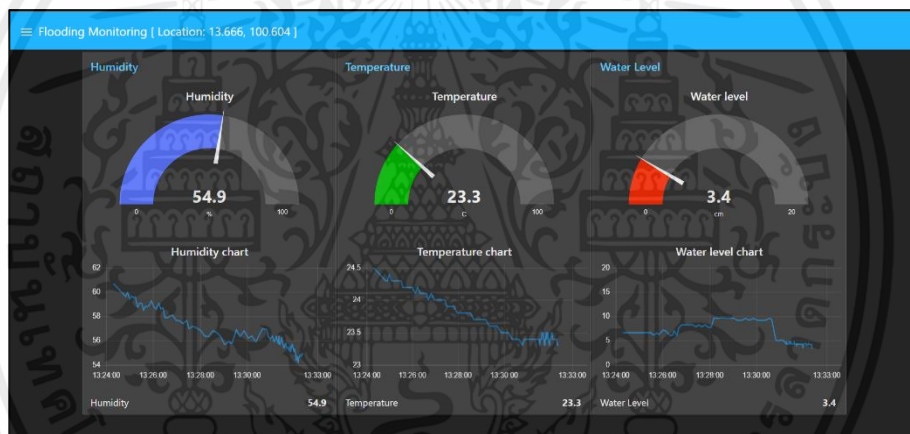 Flooding Monitoring [ Location: 13.666, 100.604 ]
Humidity
Humidity
54.9
%
0
100
Humidity chart
62
60
58
56
54
13:24:00
13:26:00
13:28:00
13:30:00
13:33:00
Humidity
54.9
Temperature
Temperature
23.3
C
0
100
Temperature chart
24.5
24
23.5
23
13:24:00
13:26:00
13:28:00
13:30:00
13:33:00
Temperature
23.3
Water Level
Water level
3.4
cm
0
20
Water level chart
20
15
10
5
0
13:24:00
13:26:00
13:28:00
13:30:00
13:33:00
Water Level
3.4